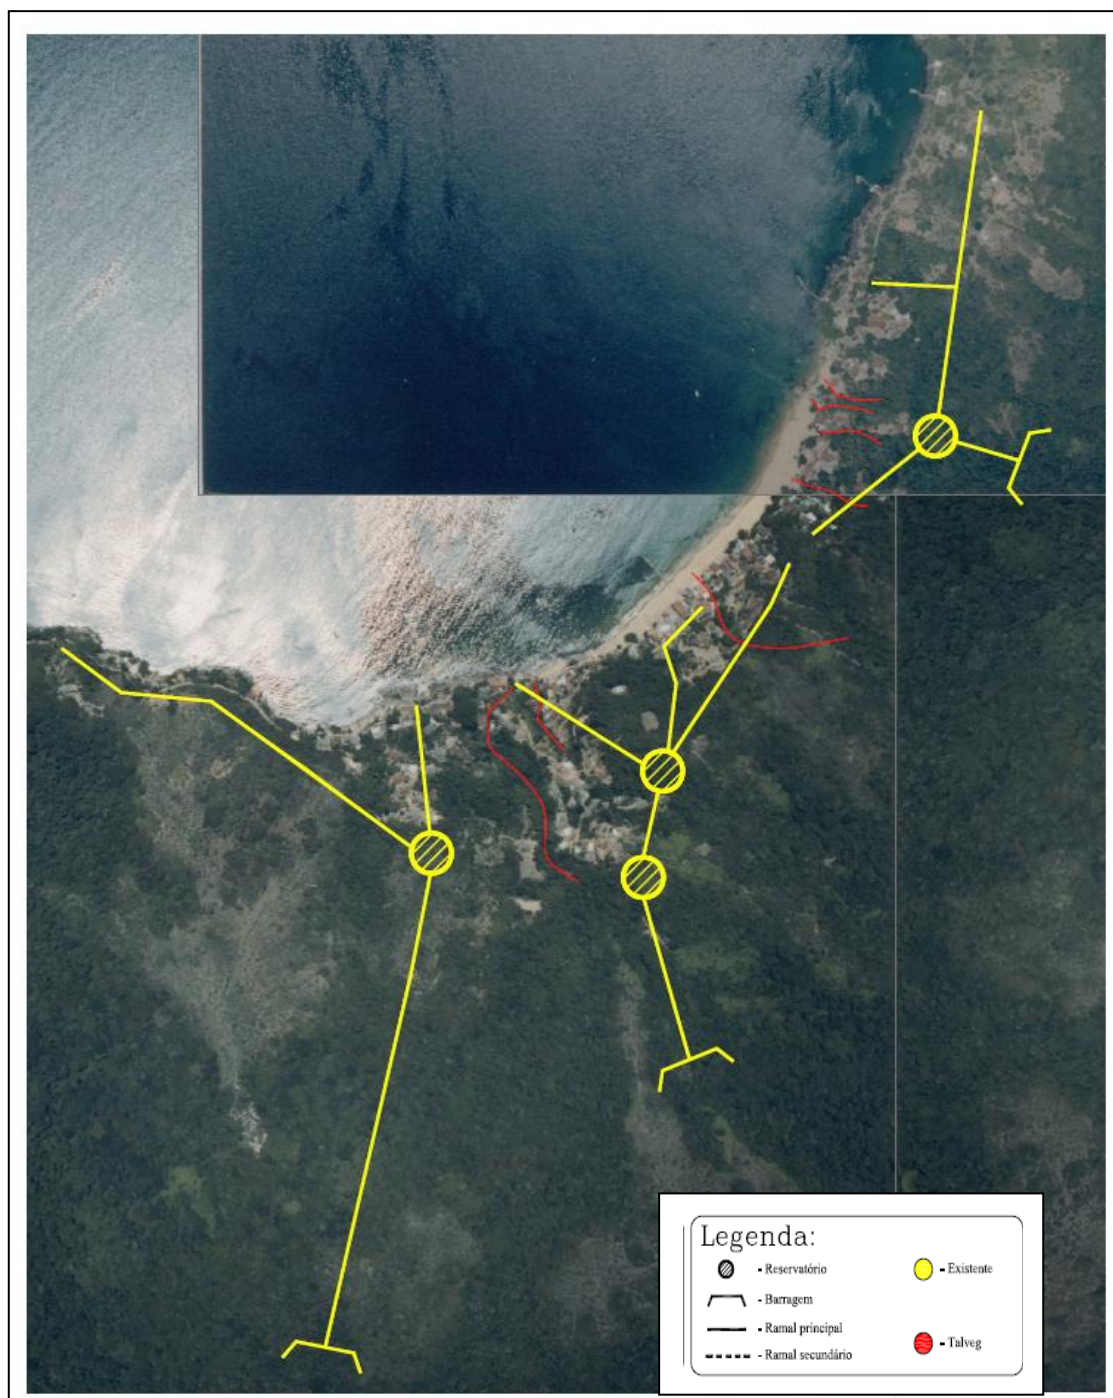 Legenda:
- Reservatório
- Existente
- Barragem
- Ramal principal
- Talveg
- Ramal secundário